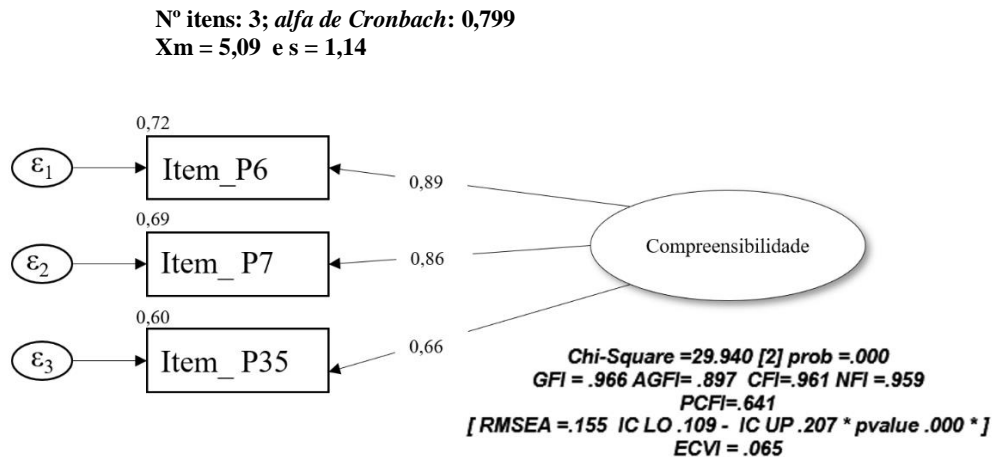 Nº itens: 3; alfa de Cronbach: 0,799
Xm = 5,09 e s = 1,14
0,72
ε1
Item_P6
0,89
0,69
ε2
Item_ P7
0,86
Compreensibilidade
0,60
ε3
Item_ P35
0,66
Chi-Square =29.940 [2] prob =.000
GFI = .966 AGFI= .897 CFI=.961 NFI =.959
PCFI=.641
[ RMSEA =.155 IC LO .109 - IC UP .207 * pvalue .000 * ]
ECVI = .065